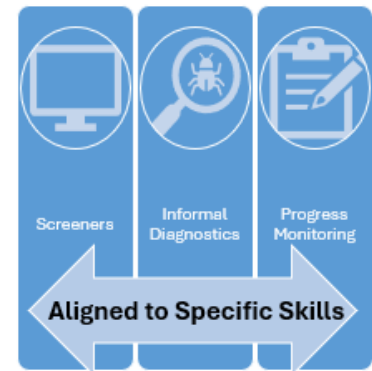 Screeners
Informal
Diagnostics
Progress
Monitoring
Aligned to Specific Skills